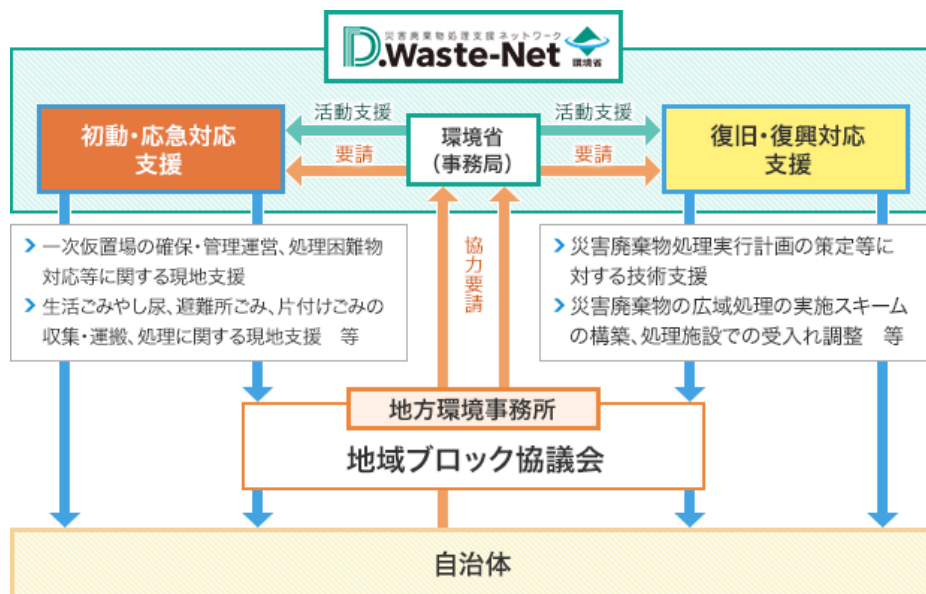 災害廃棄物処理支援ネットワーク
D.Waste-Net
環境省
初動・応急対応
支援
活動支援
要請
環境省
(事務局)
活動支援
要請
復旧・復興対応
支援
一次仮置場の確保・管理運営、処理困難物
対応等に関する現地支援
生活ごみやし尿、避難所ごみ、片付けごみの
収集・運搬、処理に関する現地支援 等
協力要請
災害廃棄物処理実行計画の策定等に
対する技術支援
災害廃棄物の広域処理の実施スキーム
の構築、処理施設での受入れ調整 等
地方環境事務所
地域ブロック協議会
自治体